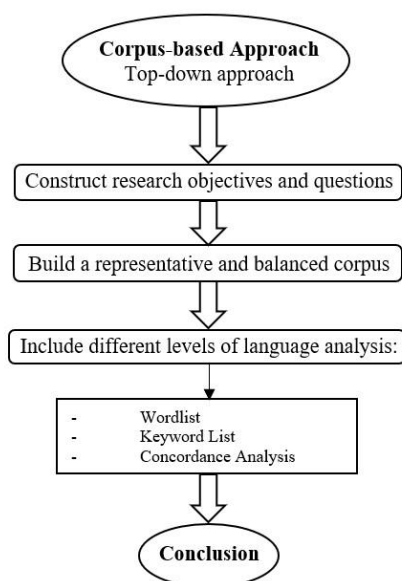 Corpus-based Approach
Top-down approach
Construct research objectives and questions
Build a representative and balanced corpus
Include different levels of language analysis:
- Wordlist
- Keyword List
- Concordance Analysis
Conclusion